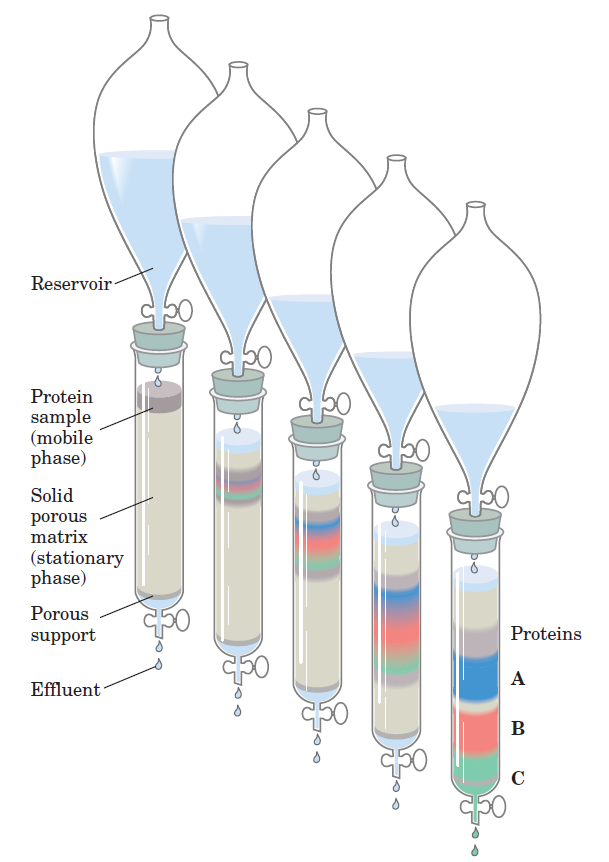 Reservoir
Protein
sample
(mobile
phase)
Solid
porous
matrix
(stationary
phase)
Porous
support
Effluent
Proteins
A
B
C